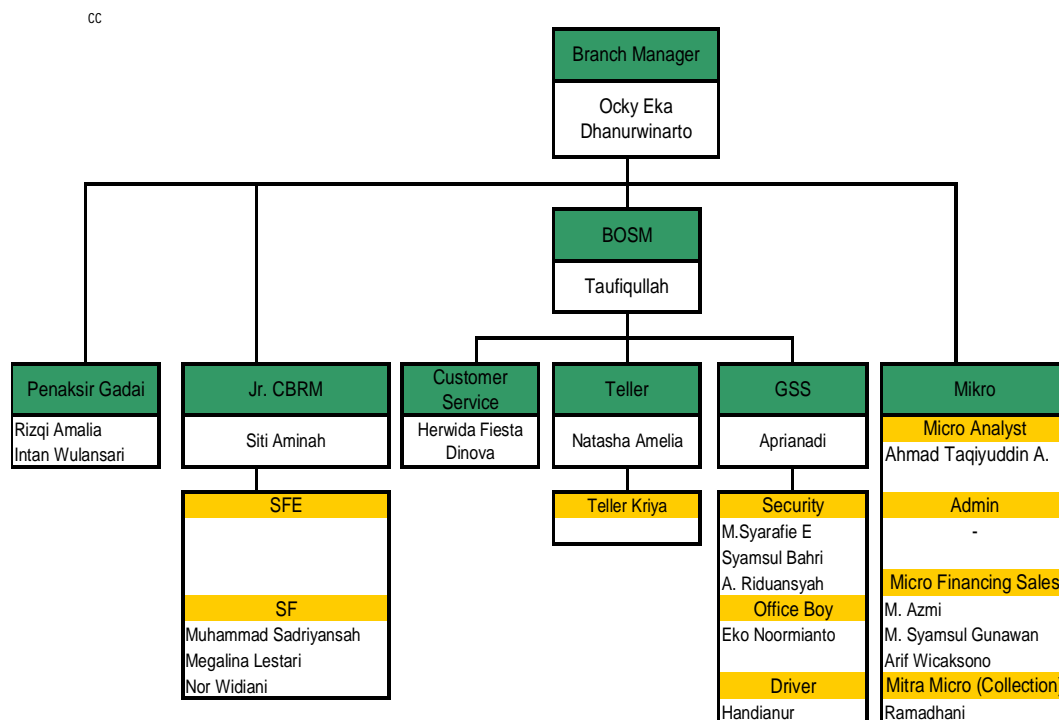 cc
Branch Manager
Ocky Eka
Dhanurwinarto
BOSM
Taufiqullah
Penaksir Gadai
Rizqi Amalia
Intan Wulansari
Jr. CBRM
Siti Aminah
SFE
SF
Muhammad Sadriyansah
Megalina Lestari
Nor Widiani
Customer
Service
Herwida Fiesta
Dinova
Teller
Natasha Amelia
Teller Kriya
GSS
Aprianadi
Security
M.Syarafie E
Syamsul Bahri
A. Riduansyah
Office Boy
Eko Noormianto
Driver
Handianur
Mikro
Micro Analyst
Ahmad Taqiyuddin A.
Admin
-
Micro Financing Sales
M. Azmi
M. Syamsul Gunawan
Arif Wicaksono
Mitra Micro (Collection)
Ramadhani